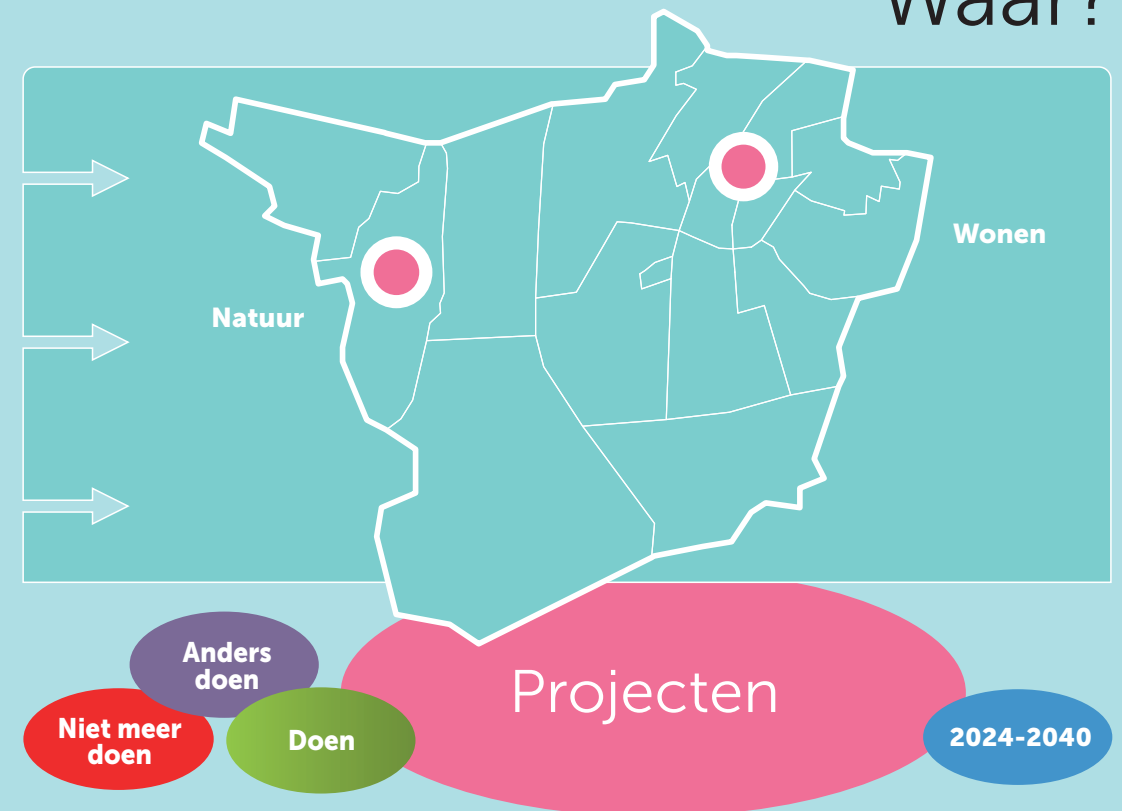 Waar?
Wonen
Natuur
Anders
doen
Niet meer
doen
Doen
Projecten
2024-2040